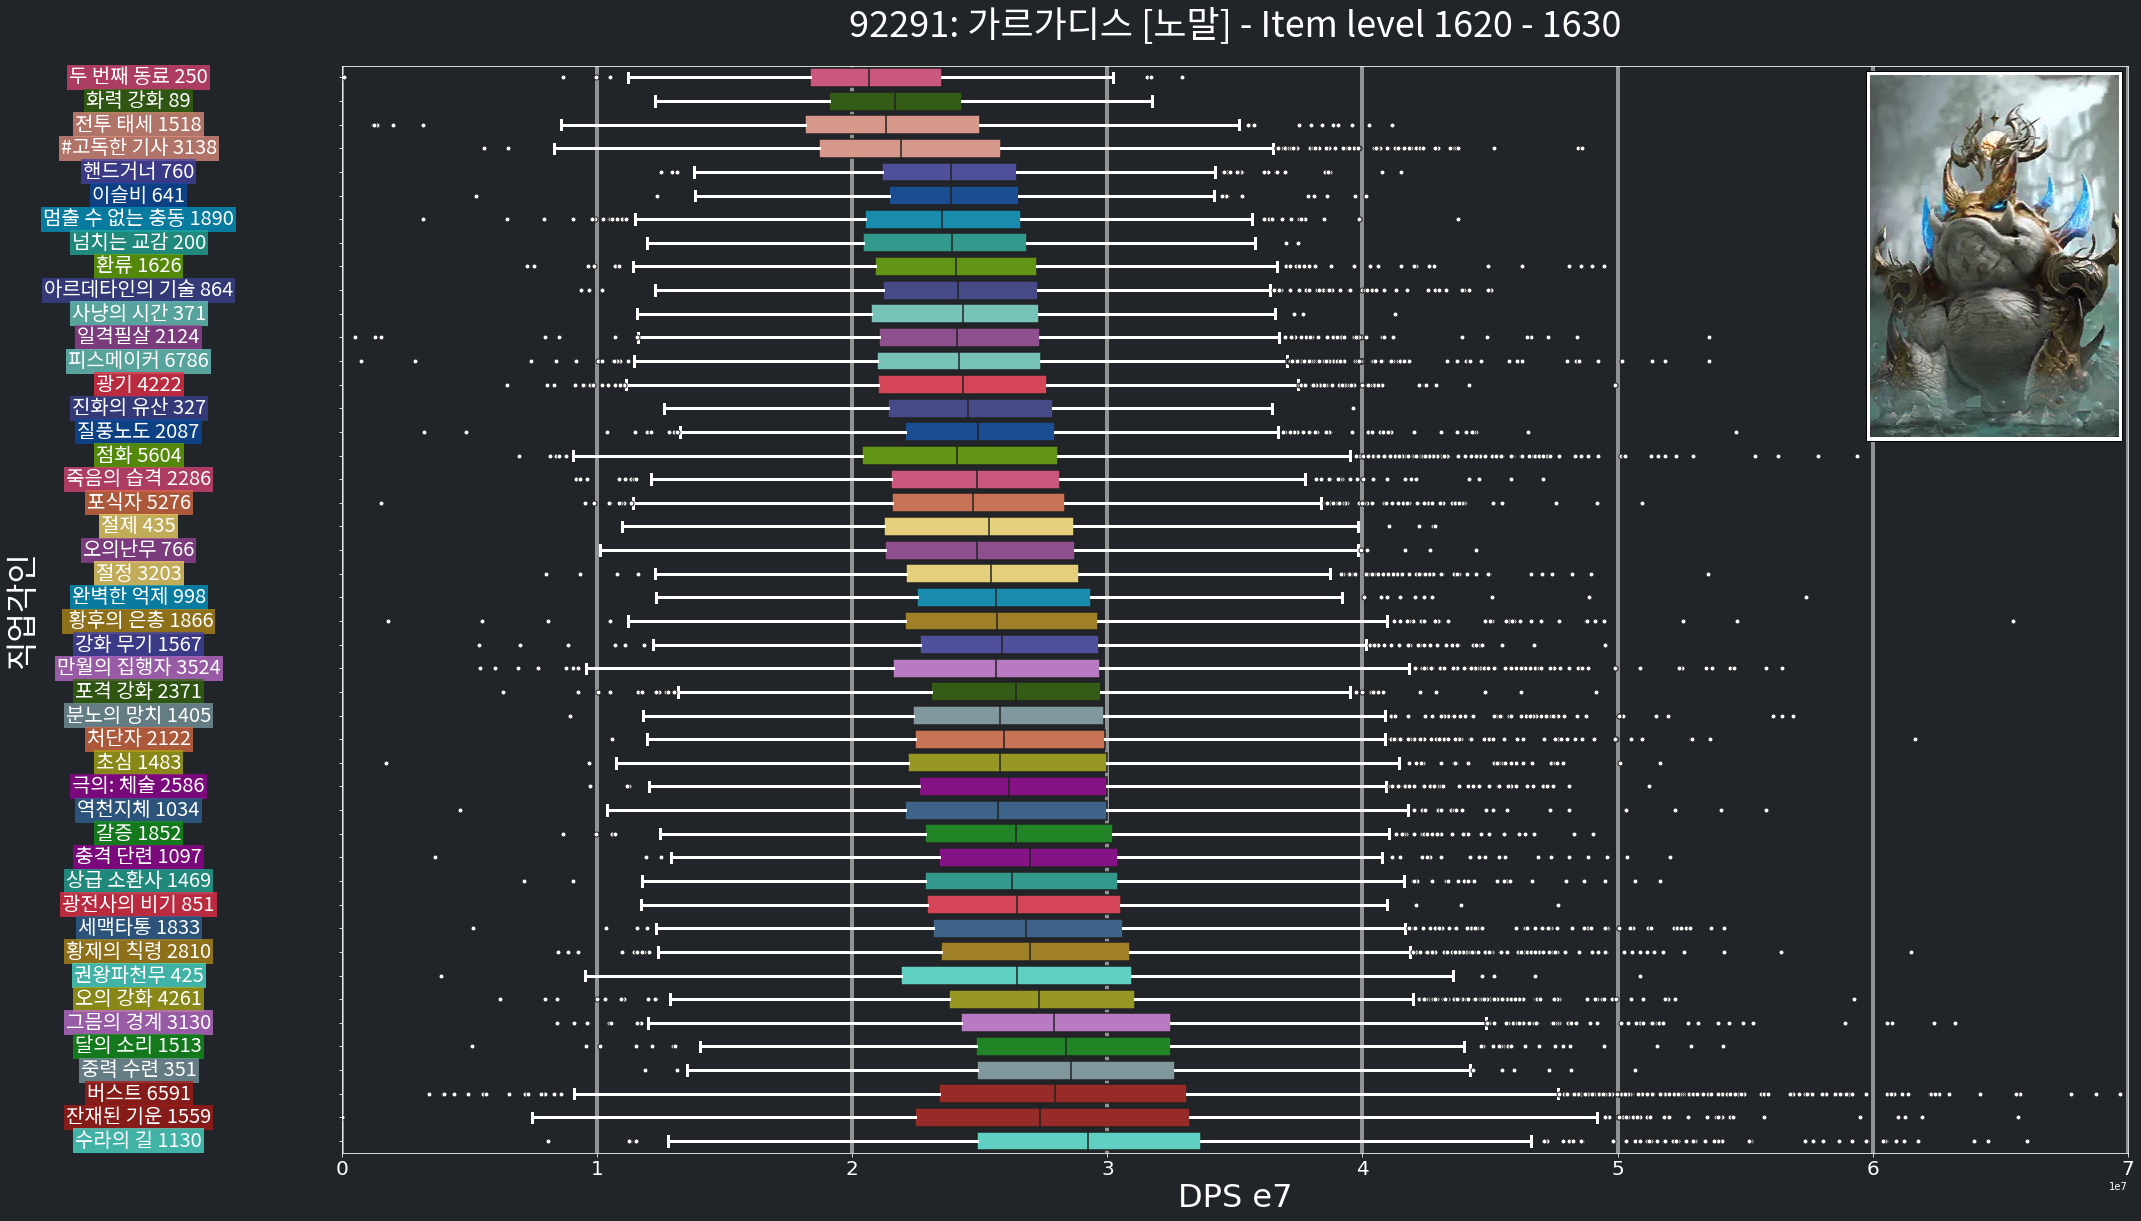 92291: 가르가디스 [노말] - Item level 1620 - 1630
두 번째 동료 250
화력 강화 89
전투 태세 1518
#고독한 기사 3138
핸드거너 760
이슬비 641
멈출 수 없는 충동 1890
넘치는 교감 200
환류 1626
아르데타인의 기술 864
사냥의 시간 371
일격필살 2124
피스메이커 6786
광기 4222
진화의 유산 327
질풍노도 2087
점화 5604
죽음의 습격 2286
포식자 5276
절제 435
오의난무 766
절정 3203
완벽한 억제 998
황후의 은총 1866
강화 무기 1567
만월의 집행자 3524
포격 강화 2371
분노의 망치 1405
처단자 2122
초심 1483
극의: 체술 2586
역천지체 1034
갈증 1852
충격 단련 1097
상급 소환사 1469
광전사의 비기 851
세맥타통 1833
황제의 칙령 2810
권왕파천무 425
오의 강화 4261
그믐의 경계 3130
달의 소리 1513
중력 수련 351
버스트 6591
잔재된 기운 1559
수라의 길 1130
직업각인
0 1 2 3 4 5 6 7
DPS e7
1e7